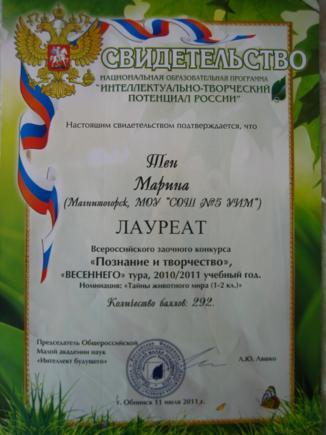 СВИДЕТЕЛЬСТВО
НАЦИОНАЛЬНАЯ ОБРАЗОВАТЕЛЬНАЯ ПРОГРАММА
"ИНТЕЛЛЕКТУАЛЬНО-ТВОРЧЕСКИЙ
ПОТЕНЦИАЛ РОССИИ"
Настоящим свидетельством подтверждается, что
Теп
Марина
(Магнитогорск, МОУ "СОШ №5 УИМ")
ЛАУРЕАТ
Всероссийского заочного конкурса
«Познание и творчество»,
«ВЕСЕННЕГО» тура, 2010/2011 учебный год.
Номинация: «Тайны животного мира (1-2 кл.)»
Количество баллов: 292.
Председатель Общероссийской
Малой академии наук
«Интеллект будущего»
Л.Ю. Ляшко
г. Обнинск 11 июля 2011 г.